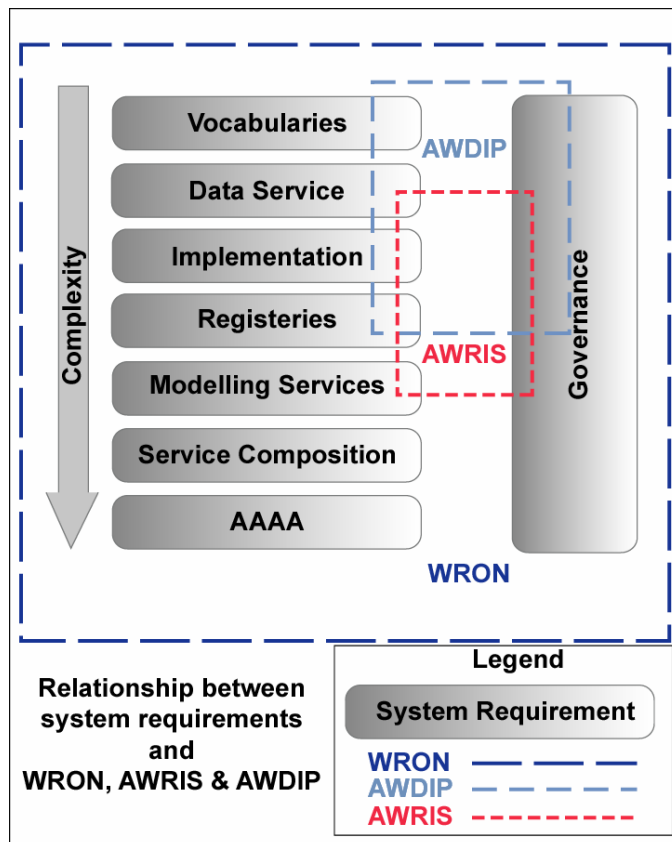 Complexity
Vocabularies
Data Service
Implementation
Registeries
Modelling Services
Service Composition
AAAA
AWDIP
AWRIS
Governance
WRON
Relationship between
system requirements
and
WRON, AWRIS & AWDIP
Legend
System Requirement
WRON
AWDIP
AWRIS